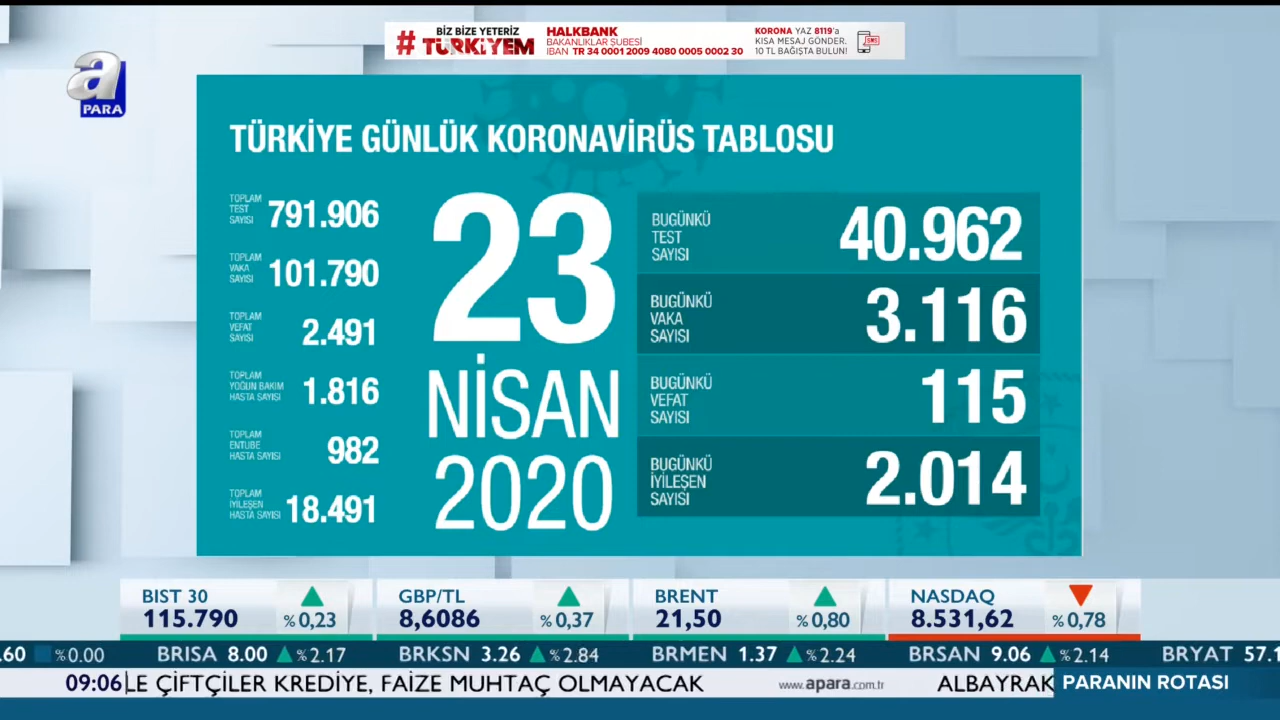 BİZ BİZE YETERİZ
# TÜRKİYEM
HALKBANK
BAKANLIKLAR ŞUBESİ
IBAN TR 34 0001 2009 4080 0005 0002 30
KORONA YAZ 8119'a
KISA MESAJ GÖNDER,
10 TL BAĞIŞTA BULUN!
SMS
a
PARA
TÜRKİYE GÜNLÜK KORONAVİRÜS TABLOSU
TOPLAM
TEST
SAYISI
791.906
TOPLAM
VAKA
SAYISI
101.790
TOPLAM
VEFAT
SAYISI
2.491
TOPLAM
YOĞUN BAKIM
HASTA SAYISI
1.816
TOPLAM
ENTUBE
HASTA SAYISI
982
TOPLAM
İYİLEŞEN
HASTA SAYISI
18.491
23
NİSAN
2020
BUGÜNKÜ
TEST
SAYISI
40.962
BUGÜNKÜ
VAKA
SAYISI
3.116
BUGÜNKÜ
VEFAT
SAYISI
115
BUGÜNKÜ
İYİLEŞEN
SAYISI
2.014
BIST 30
115.790
%0,23
GBP/TL
8,6086
%0,37
BRENT
21,50
%0,80
NASDAQ
8.531,62
%0,78
.60 %0.00 BRISA 8.00 %2.17 BRKSN 3.26 %2.84 BRMEN 1.37 %2.24 BRSAN 9.06 %2.14 BRYAT 57.1
09:06 LE ÇİFTÇİLER KREDİYE, FAİZE MUHTAÇ OLMAYACAK www.apara.com.tr ALBAYRAK PARANIN ROTASI